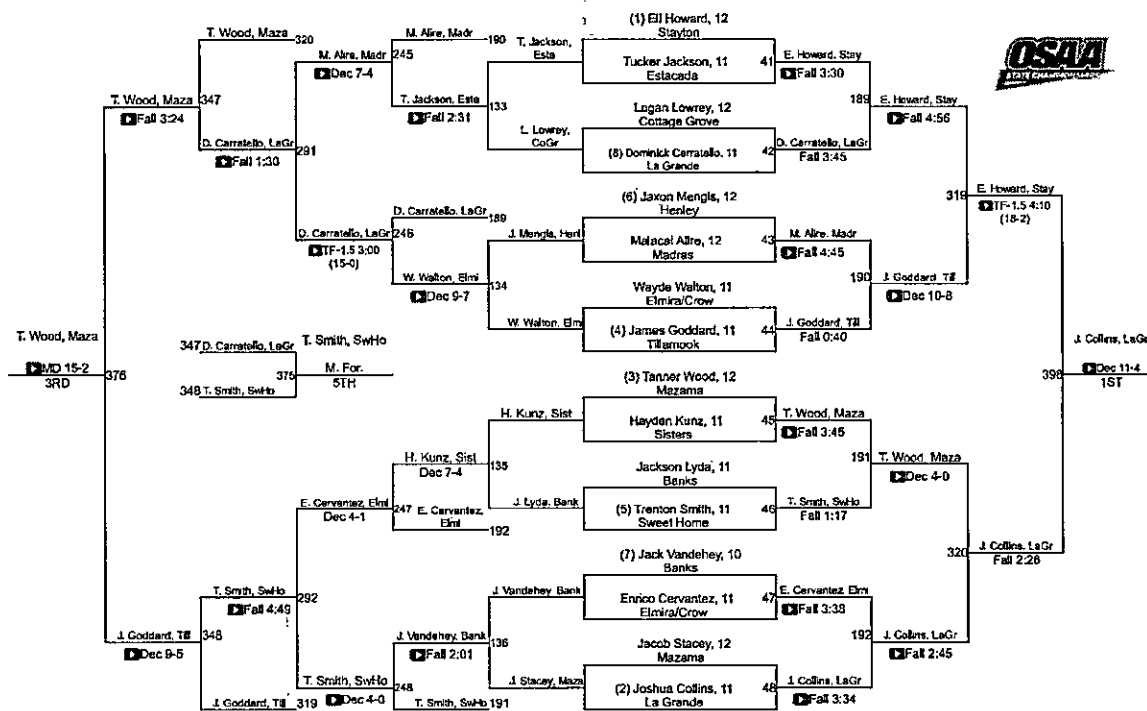 OSAA
STATE CHAMPIONSHIPS
(1) Eli Howard, 12
Stayton
Tucker Jackson, 11
Estacada
Logan Lowrey, 12
Cottage Grove
(8) Dominick Carratello, 11
La Grande
(6) Jaxon Mengis, 12
Henley
Malacai Alire, 12
Madras
Wayde Walton, 11
Elmira/Crow
(4) James Goddard, 11
Tillamook
(3) Tanner Wood, 12
Mazama
Hayden Kunz, 11
Sisters
Jackson Lyda, 11
Banks
(5) Trenton Smith, 11
Sweet Home
(7) Jack Vandehey, 10
Banks
Enrico Cervantez, 11
Elmira/Crow
Jacob Stacey, 12
Mazama
(2) Joshua Collins, 11
La Grande
41
E. Howard, Stay
Fall 3:30
42
D. Carratello, LaGr
Fall 3:45
43
M. Alire, Madr
Fall 4:45
44
J. Goddard, Till
Fall 0:40
45
T. Wood, Maza
Fall 3:45
46
T. Smith, SwHo
Fall 1:17
47
E. Cervantez, Elmi
Fall 3:38
48
J. Collins, LaGr
Fall 3:34
189
E. Howard, Stay
Fall 4:56
190
J. Goddard, Till
Dec 10-8
191
T. Wood, Maza
Dec 4-0
192
J. Collins, LaGr
Fall 2:45
319
E. Howard, Stay
TF-1.5 4:10
(18-2)
320
J. Collins, LaGr
Fall 2:26
398
J. Collins, LaGr
Dec 11-4
1ST
T. Jackson,
Esta
L. Lowrey,
CoGr
133
T. Jackson, Esta
Fall 2:31
M. Alire, Madr
190
245
M. Alire, Madr
Dec 7-4
J. Mengis, Henl
W. Walton, Elmi
134
W. Walton, Elmi
Dec 9-7
D. Carratello, LaGr
189
246
D. Carratello, LaGr
TF-1.5 3:00
(15-0)
291
D. Carratello, LaGr
Fall 1:30
T. Wood, Maza
320
347
T. Wood, Maza
Fall 3:24
H. Kunz, Sist
J. Lyda, Bank
135
H. Kunz, Sist
Dec 7-4
E. Cervantez,
Elmi
192
247
E. Cervantez, Elmi
Dec 4-1
J. Vandehey, Bank
J. Stacey, Maza
136
J. Vandehey, Bank
Fall 2:01
T. Smith, SwHo
191
248
T. Smith, SwHo
Dec 4-0
292
T. Smith, SwHo
Fall 4:49
J. Goddard, Till
319
348
J. Goddard, Till
Dec 9-5
376
T. Wood, Maza
MD 15-2
3RD
347
D. Carratello, LaGr
348
T. Smith, SwHo
375
T. Smith, SwHo
M. For.
5TH